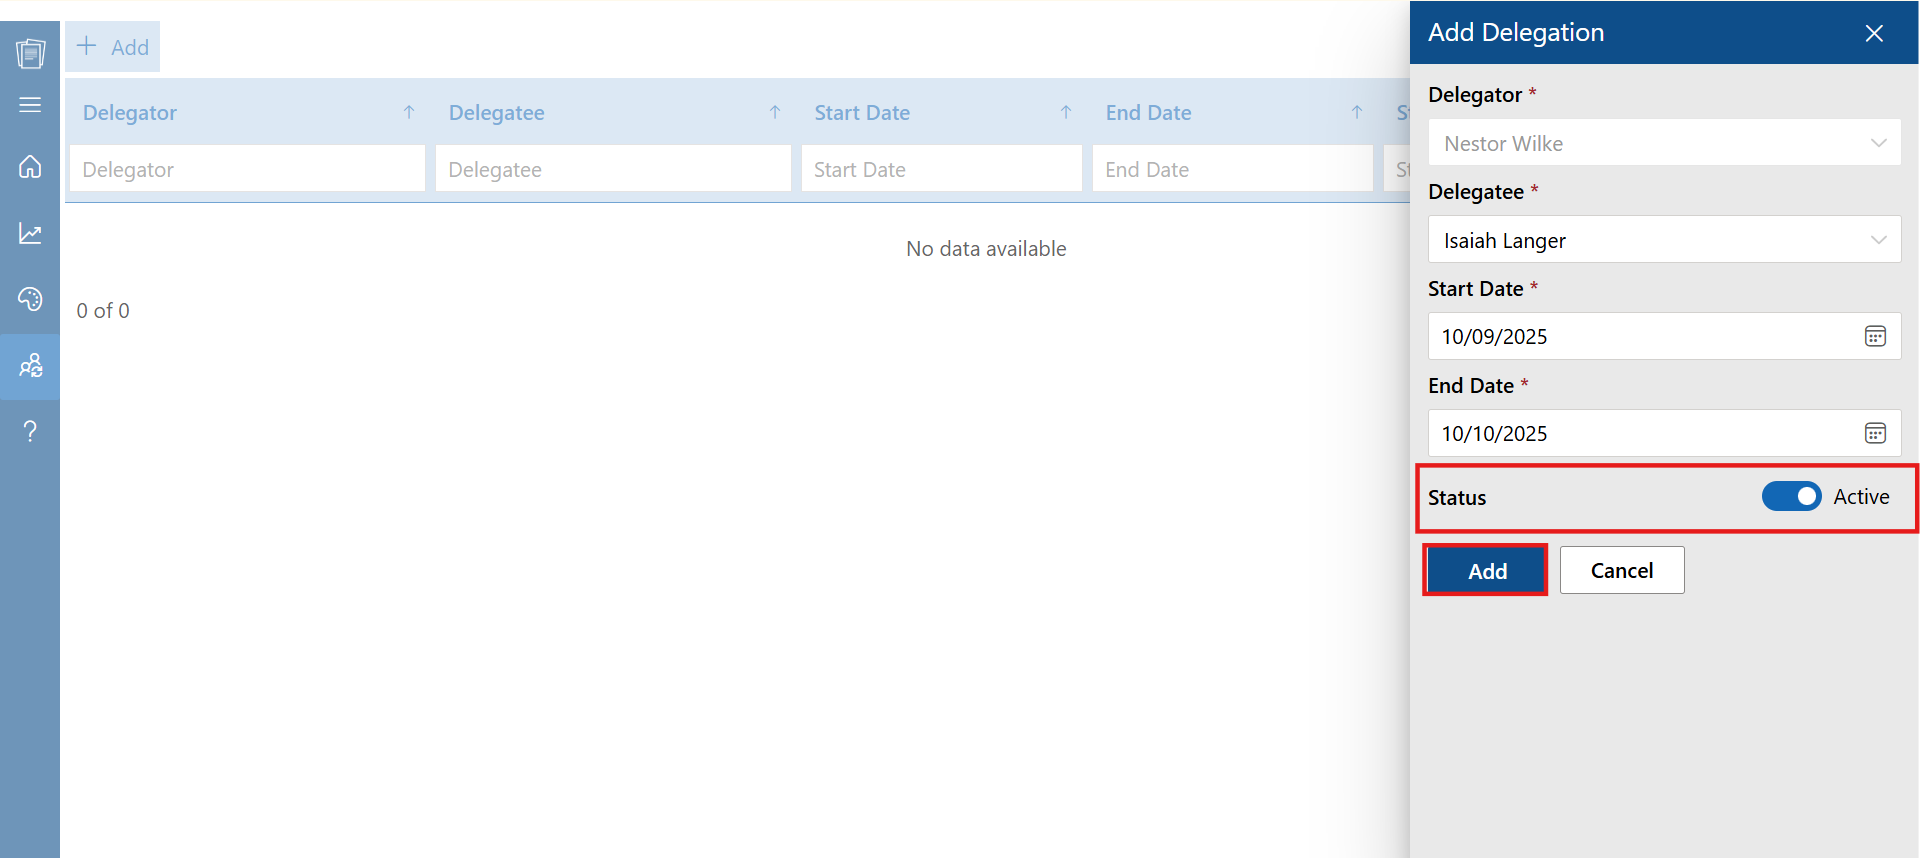 Add
Delegator
Delegatee
Start Date
End Date
Delegator
Delegatee
Start Date
End Date
No data available
0 of 0
Add Delegation
Delegator *
Nestor Wilke
Delegatee *
Isaiah Langer
Start Date *
10/09/2025
End Date *
10/10/2025
Status
Active
Add
Cancel